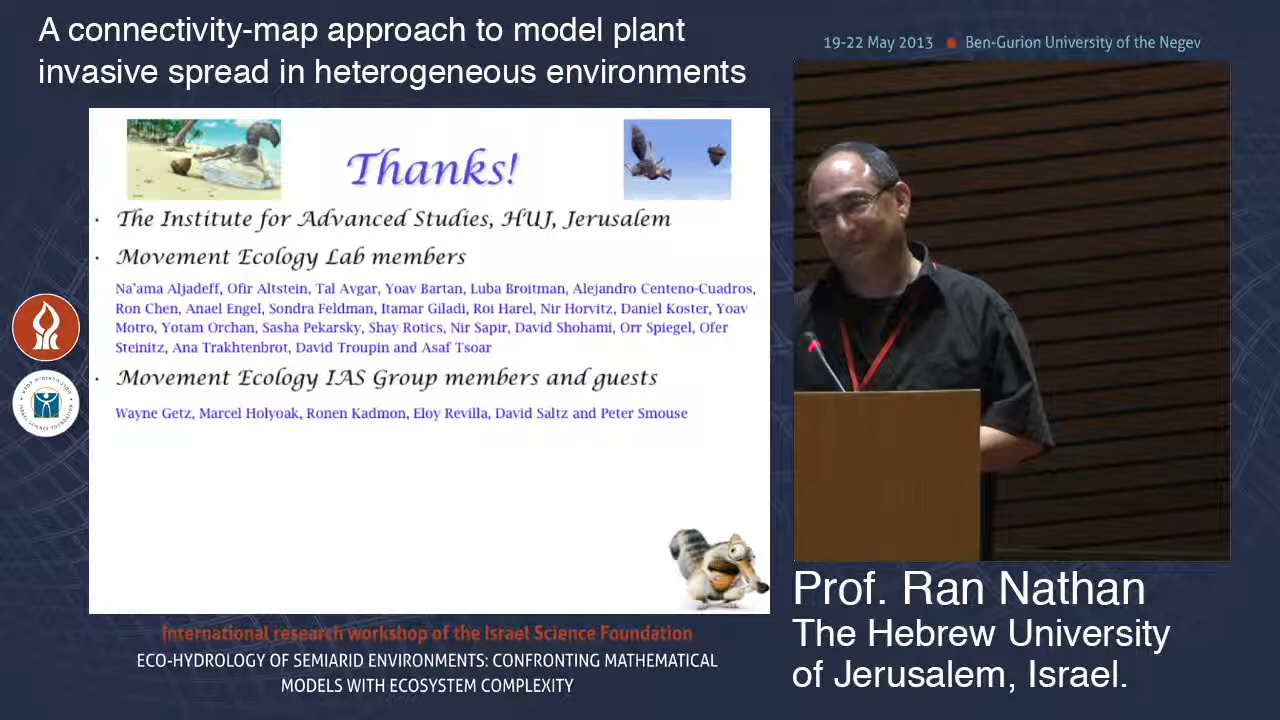 A connectivity-map approach to model plant
invasive spread in heterogeneous environments
19-22 May 2013 Ben-Gurion University of the Negev
Thanks!
· The Institute for Advanced Studies, HUJ, Jerusalem
· Movement Ecology Lab members
Na'ama Aljadeff, Ofir Altstein, Tal Avgar, Yoav Bartan, Luba Broitman, Alejandro Centeno-Cuadros,
Ron Chen, Anael Engel, Sondra Feldman, Itamar Giladi, Roi Harel, Nir Horvitz, Daniel Koster, Yoav
Motro, Yotam Orchan, Sasha Pekarsky, Shay Rotics, Nir Sapir, David Shohami, Orr Spiegel, Ofer
Steinitz, Ana Trakhtenbrot, David Troupin and Asaf Tsoar
· Movement Ecology IAS Group members and guests
Wayne Getz, Marcel Holyoak, Ronen Kadmon, Eloy Revilla, David Saltz and Peter Smouse
ISRAEL SCIENCE FOUNDATION
International research workshop of the Israel Science Foundation
ECO-HYDROLOGY OF SEMIARID ENVIRONMENTS: CONFRONTING MATHEMATICAL
MODELS WITH ECOSYSTEM COMPLEXITY
Prof. Ran Nathan
The Hebrew University
of Jerusalem, Israel.